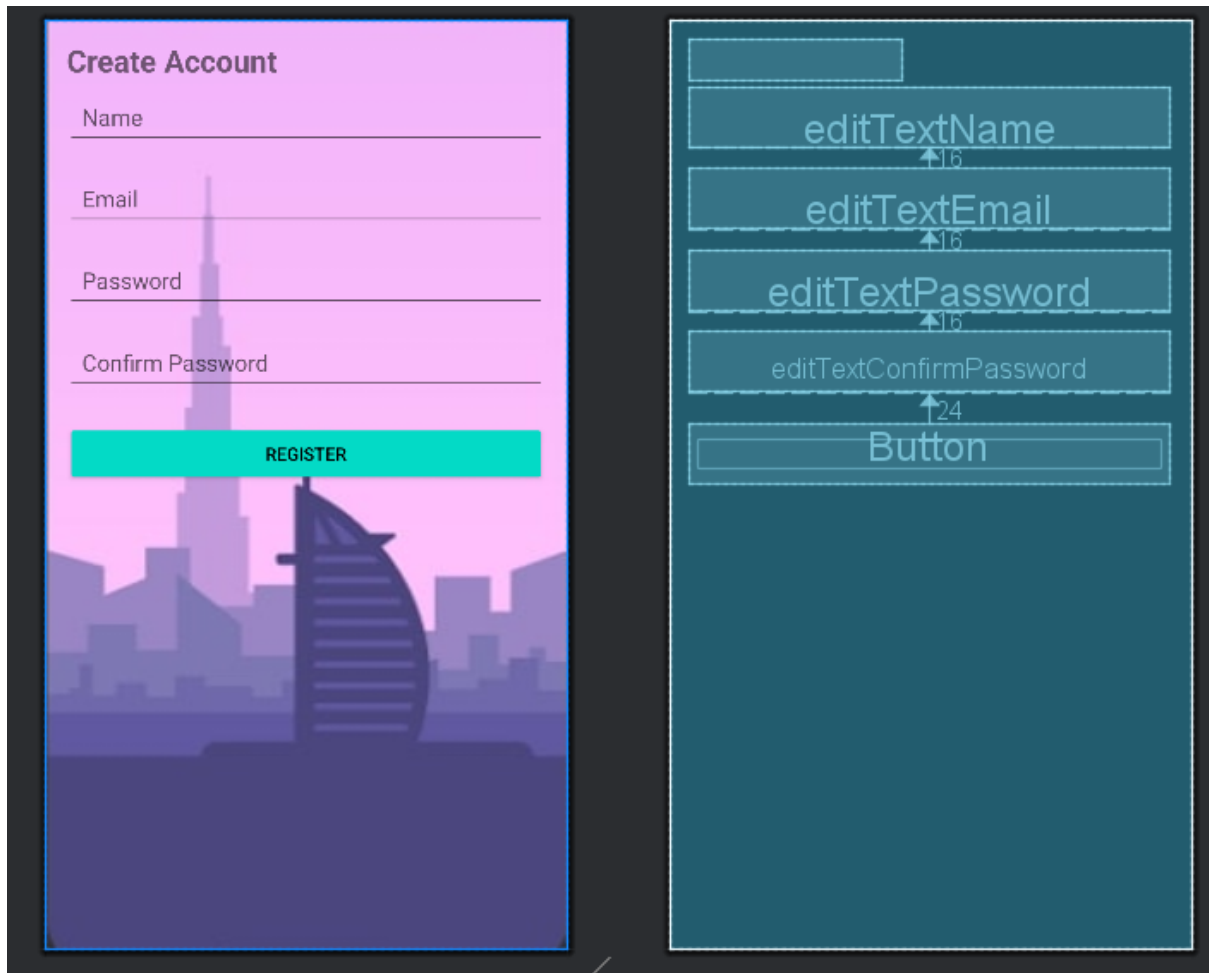 Create Account
Name
Email
Password
Confirm Password
REGISTER
editTextName
16
editTextEmail
16
editTextPassword
16
editTextConfirmPassword
24
Button